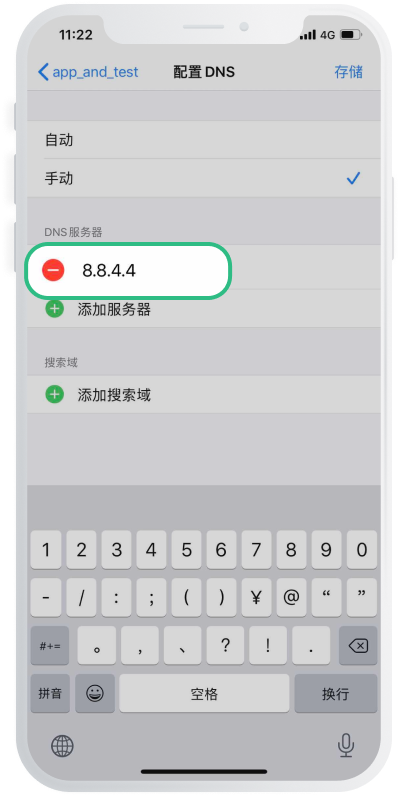 11:22 4G
app_and_test 配置 DNS 存储
自动
手动
DNS 服务器
8.8.4.4
添加服务器
搜索域
添加搜索域
1 2 3 4 5 6 7 8 9 0
- / : ; ( ) ¥ @ “ ”
#+= 。 , 、 ? ! .
拼音 空格 换行